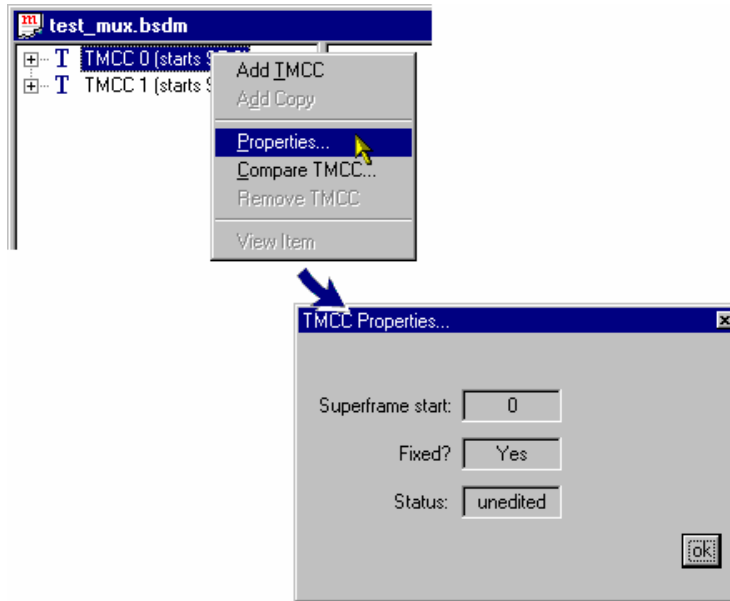 test_mux.bsdm
TMCC 0 (starts
TMCC 1 (starts
Add TMCC
Add Copy
Properties...
Compare TMCC...
Remove TMCC
View Item
TMCC Properties...
Superframe start: 0
Fixed? Yes
Status: unedited
ok